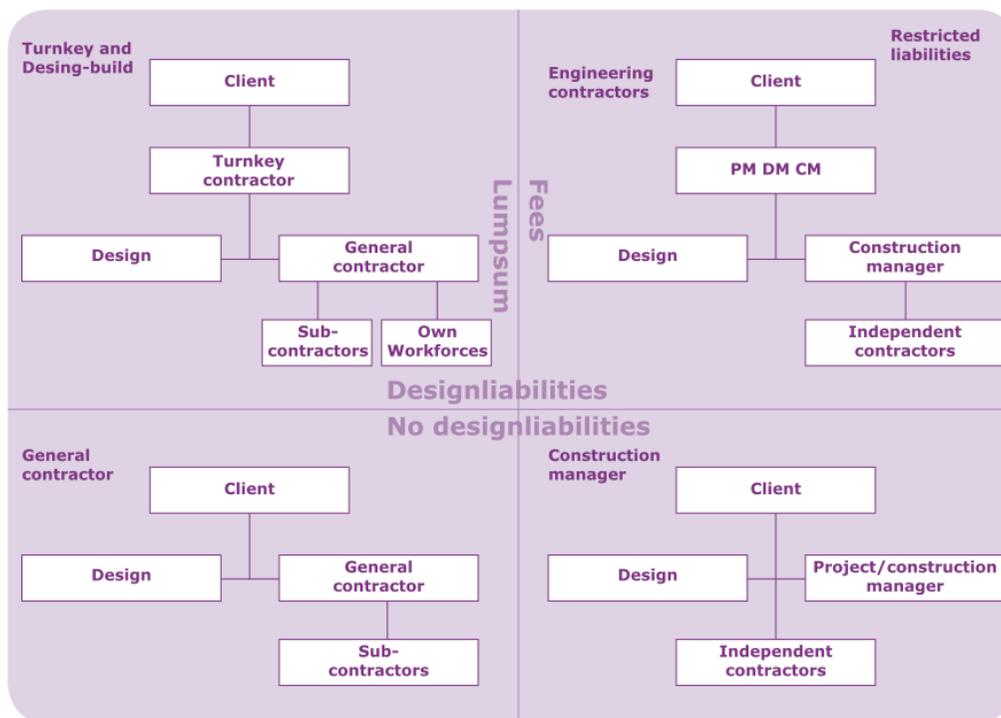 Turnkey and
Desing-build
Client
Turnkey
contractor
Design
General
contractor
Sub-
contractors
Own
Workforces
Lumpsum
Fees
Restricted
liabilities
Engineering
contractors
Client
PM DM CM
Design
Construction
manager
Independent
contractors
Designliabilities
No designliabilities
General
contractor
Client
Design
General
contractor
Sub-
contractors
Construction
manager
Client
Design
Project/construction
manager
Independent
contractors